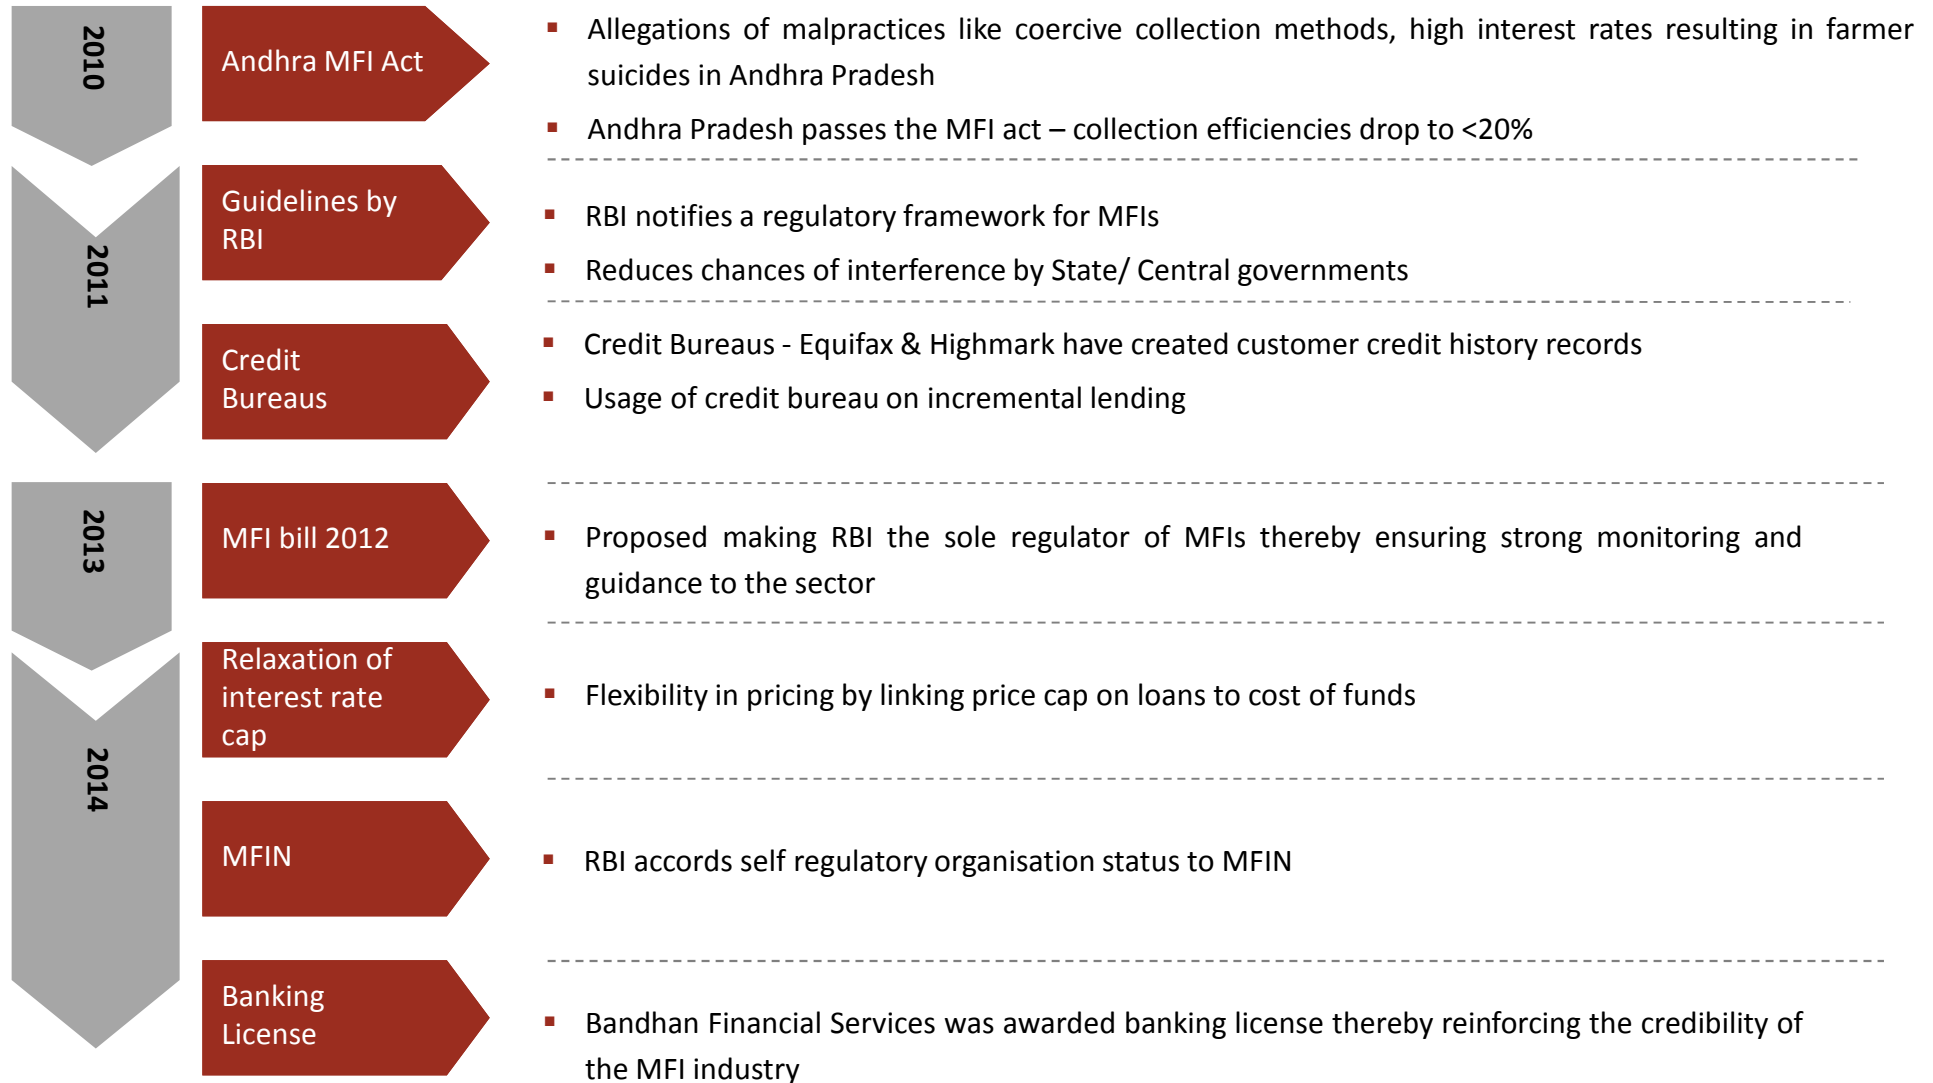 2010
Andhra MFI Act
▪ Allegations of malpractices like coercive collection methods, high interest rates resulting in farmer
suicides in Andhra Pradesh
▪ Andhra Pradesh passes the MFI act – collection efficiencies drop to <20%
2011
Guidelines by
RBI
▪ RBI notifies a regulatory framework for MFIs
▪ Reduces chances of interference by State/ Central governments
Credit
Bureaus
▪ Credit Bureaus - Equifax & Highmark have created customer credit history records
▪ Usage of credit bureau on incremental lending
2013
MFI bill 2012
▪ Proposed making RBI the sole regulator of MFIs thereby ensuring strong monitoring and
guidance to the sector
2014
Relaxation of
interest rate
cap
▪ Flexibility in pricing by linking price cap on loans to cost of funds
MFIN
▪ RBI accords self regulatory organisation status to MFIN
Banking
License
▪ Bandhan Financial Services was awarded banking license thereby reinforcing the credibility of
the MFI industry